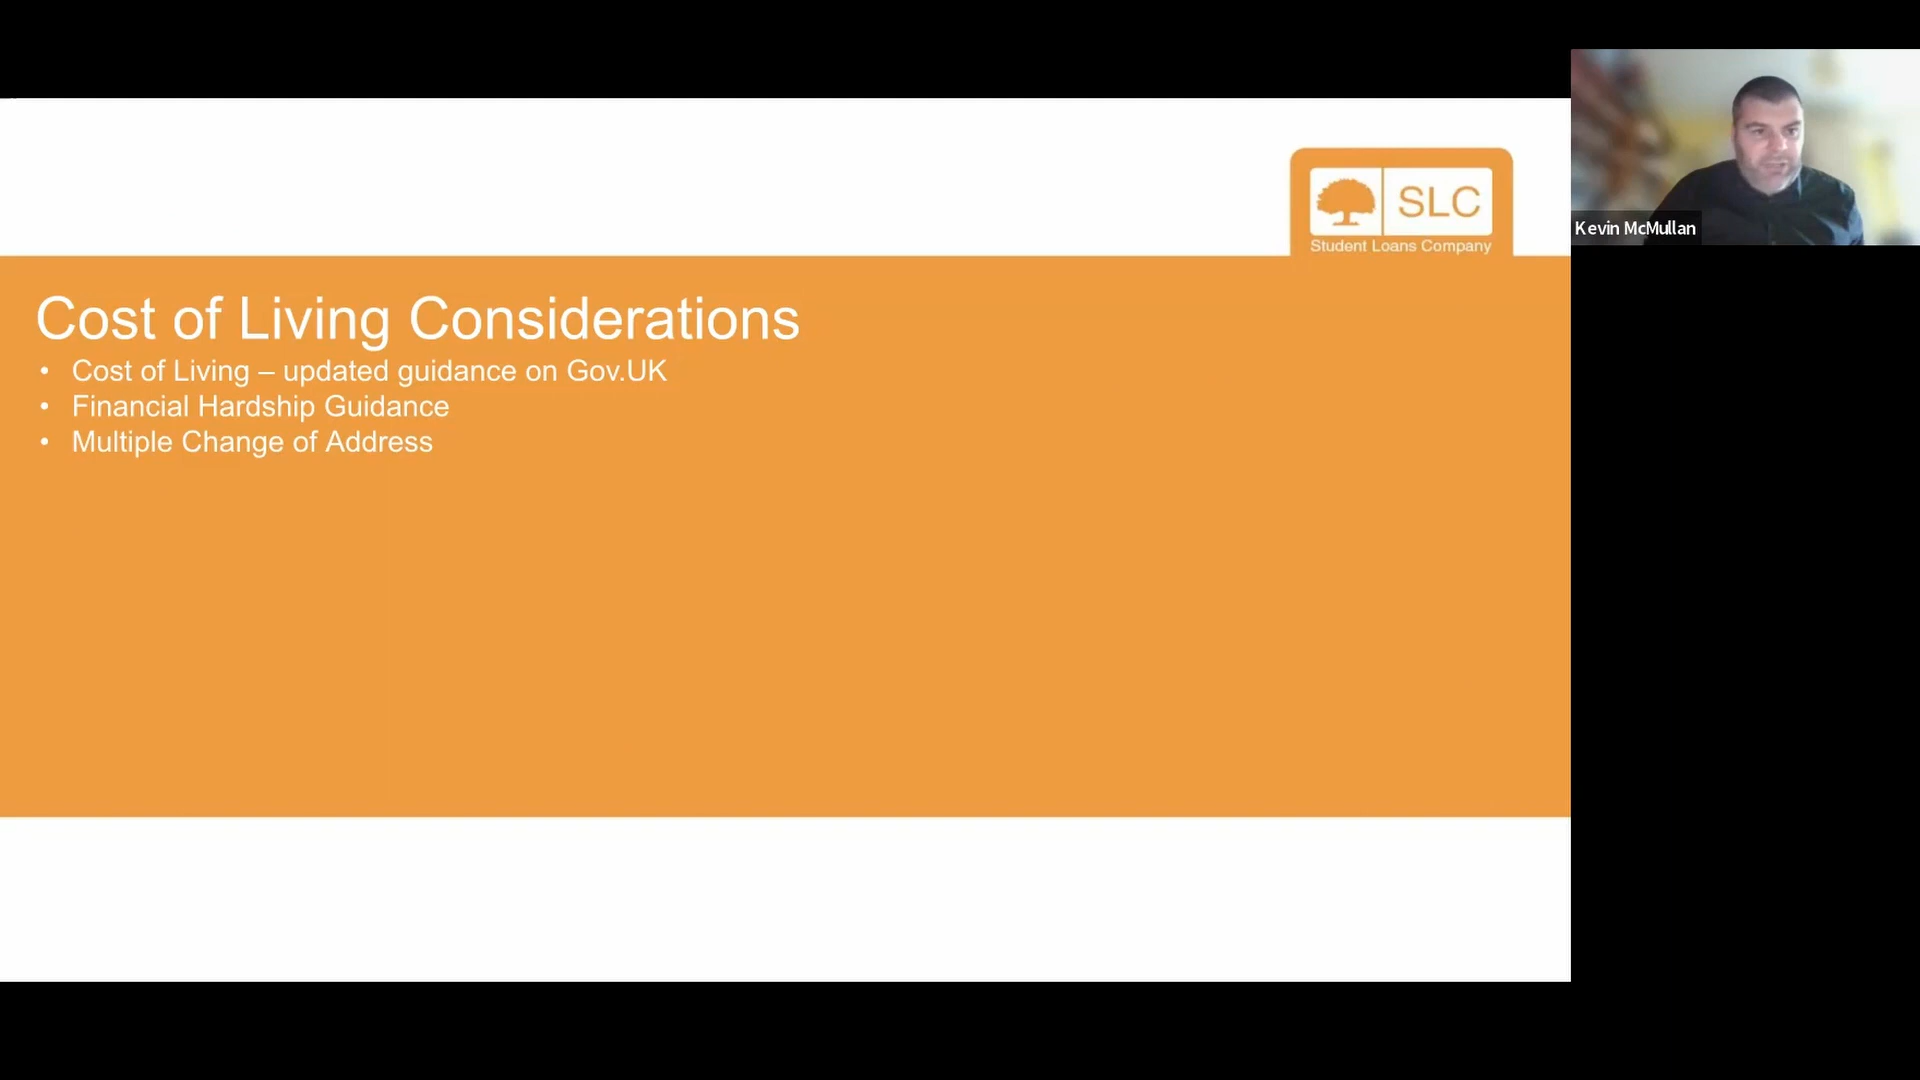 SLC
Student Loans Company
Kevin McMullan
Cost of Living Considerations
• Cost of Living – updated guidance on Gov.UK
• Financial Hardship Guidance
• Multiple Change of Address